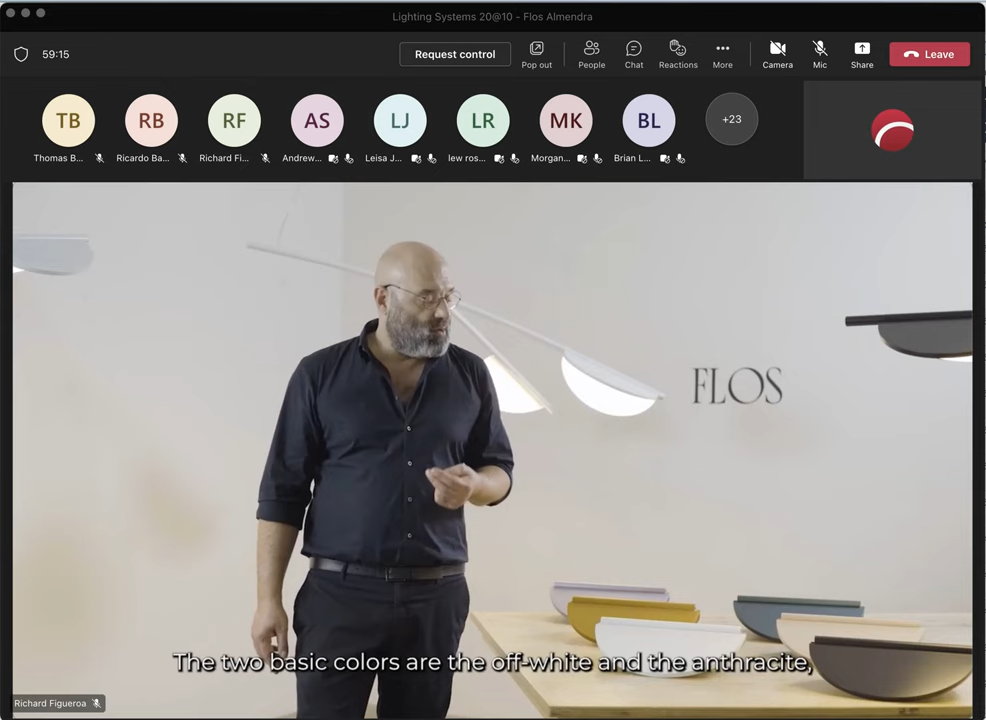 Lighting Systems 20@10 - Flos Almendra
59:15
Request control
Pop out
People
Chat
Reactions
More
Camera
Mic
Share
Leave
TB
RB
RF
AS
LJ
LR
MK
BL
+23
Thomas B...
Ricardo Ba...
Richard Fi...
Andrew...
Leisa J...
lew ros...
Morgan...
Brian L...
FLOS
The two basic colors are the off-white and the anthracite,
Richard Figueroa